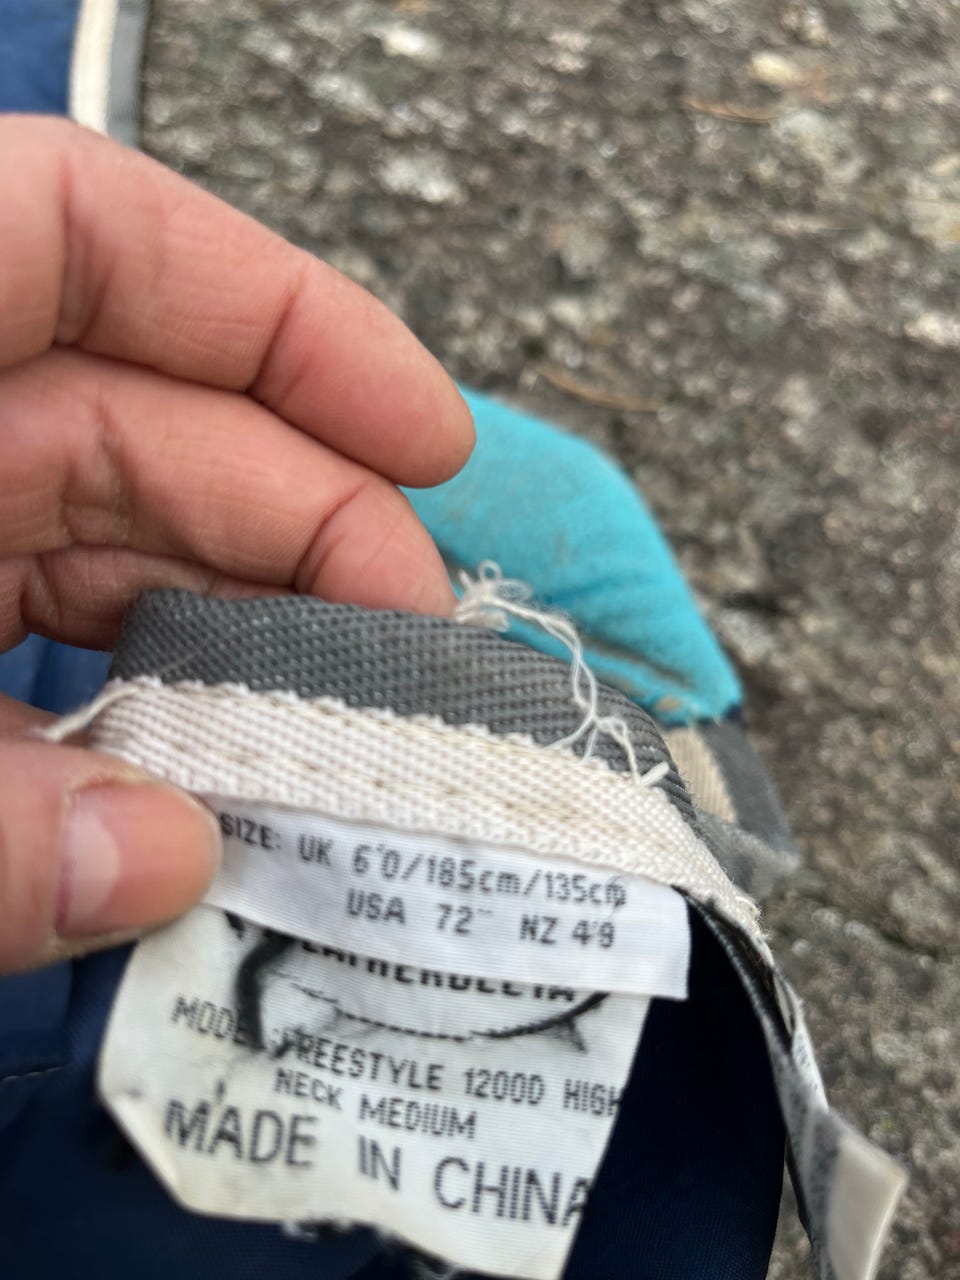 SIZE: UK 6'0/185cm/135cm
USA 72" NZ 4'9
MODEL: FREESTYLE 1200D HIGH
NECK MEDIUM
MADE IN CHINA